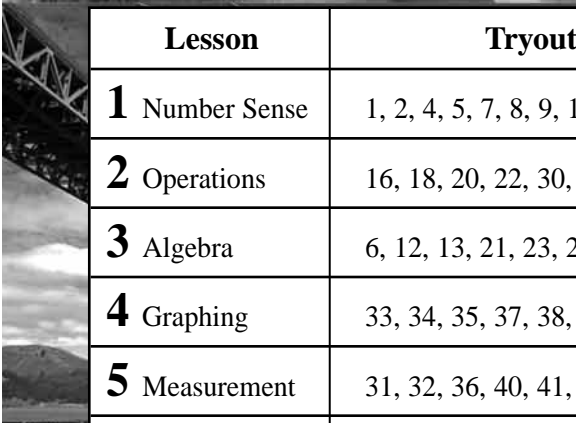 Lesson Tryout
1 Number Sense 1, 2, 4, 5, 7, 8, 9,
2 Operations 16, 18, 20, 22, 30,
3 Algebra 6, 12, 13, 21, 23,
4 Graphing 33, 34, 35, 37, 38,
5 Measurement 31, 32, 36, 40, 41,